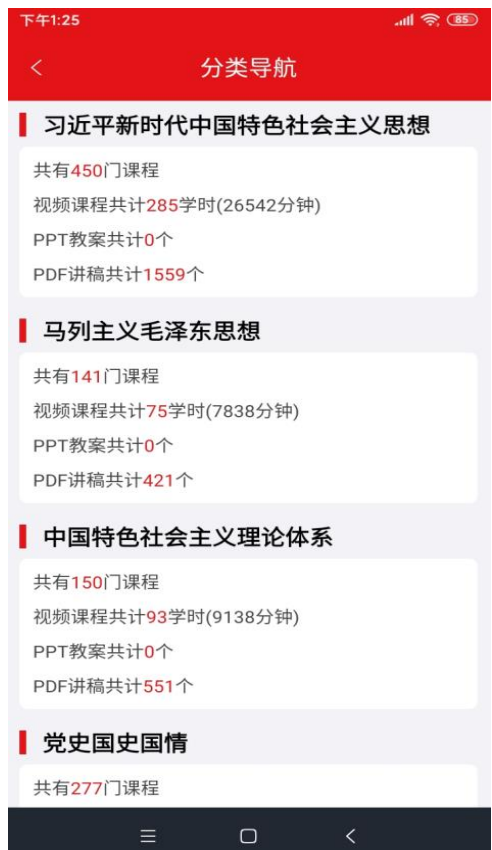 下午1:25
85
分类导航
习近平新时代中国特色社会主义思想
共有450门课程
视频课程共计285学时(26542分钟)
PPT教案共计0个
PDF讲稿共计1559个
马列主义毛泽东思想
共有141门课程
视频课程共计75学时(7838分钟)
PPT教案共计0个
PDF讲稿共计421个
中国特色社会主义理论体系
共有150门课程
视频课程共计93学时(9138分钟)
PPT教案共计0个
PDF讲稿共计551个
党史国史国情
共有277门课程